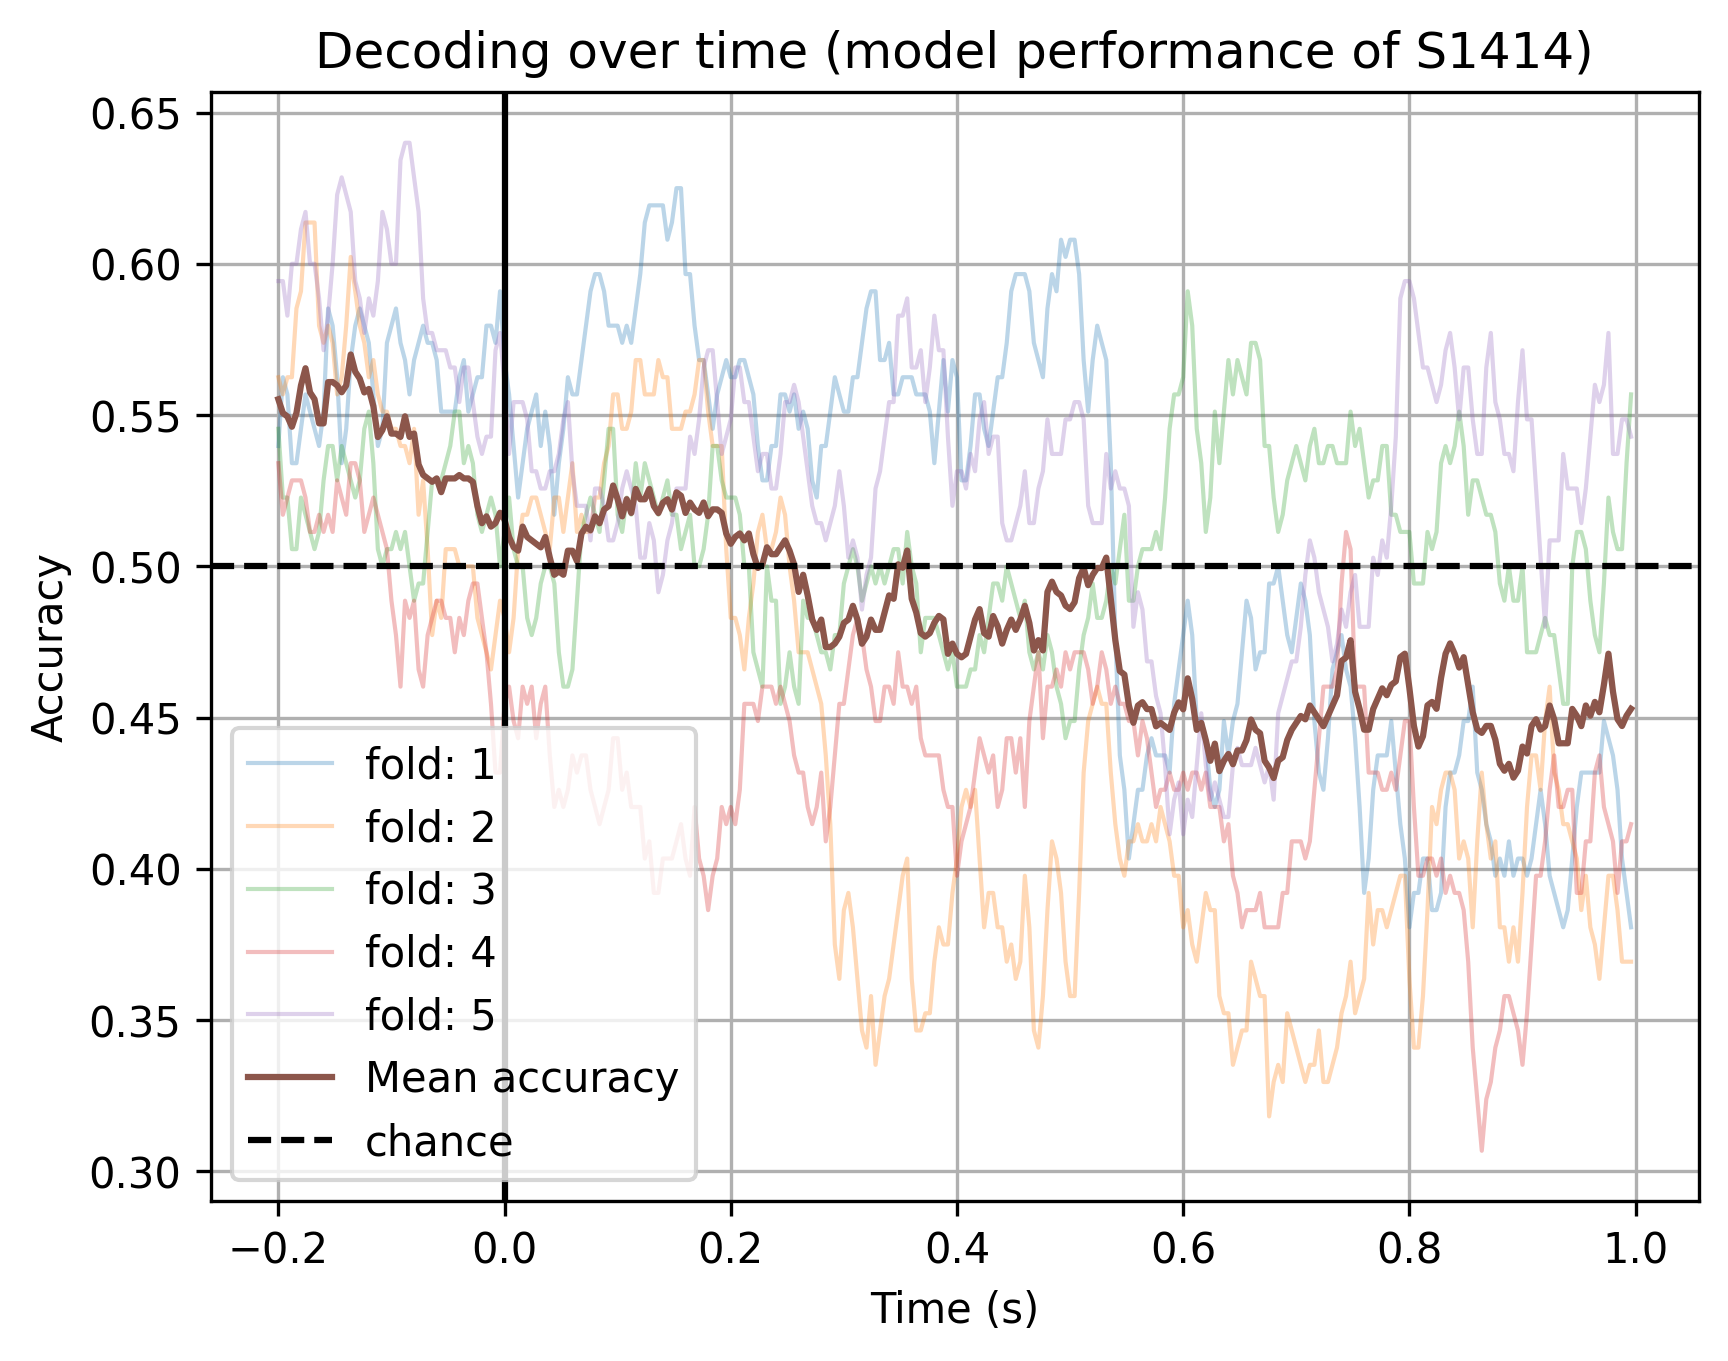 Decoding over time (model performance of S1414)
Accuracy
0.65
0.60
0.55
0.50
0.45
0.40
0.35
0.30
fold: 1
fold: 2
fold: 3
fold: 4
fold: 5
Mean accuracy
chance
−0.2 0.0 0.2 0.4 0.6 0.8 1.0
Time (s)